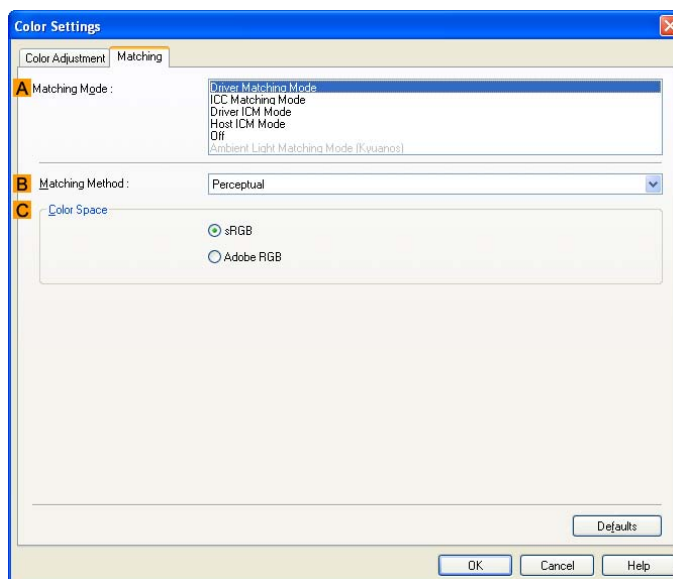 Color Settings
Color Adjustment Matching
A Matching Mode :
Driver Matching Mode
ICC Matching Mode
Driver ICM Mode
Host ICM Mode
Off
Ambient Light Matching Mode (Kyuanos)
B Matching Method : Perceptual
C Color Space
sRGB
Adobe RGB
Defaults
OK Cancel Help